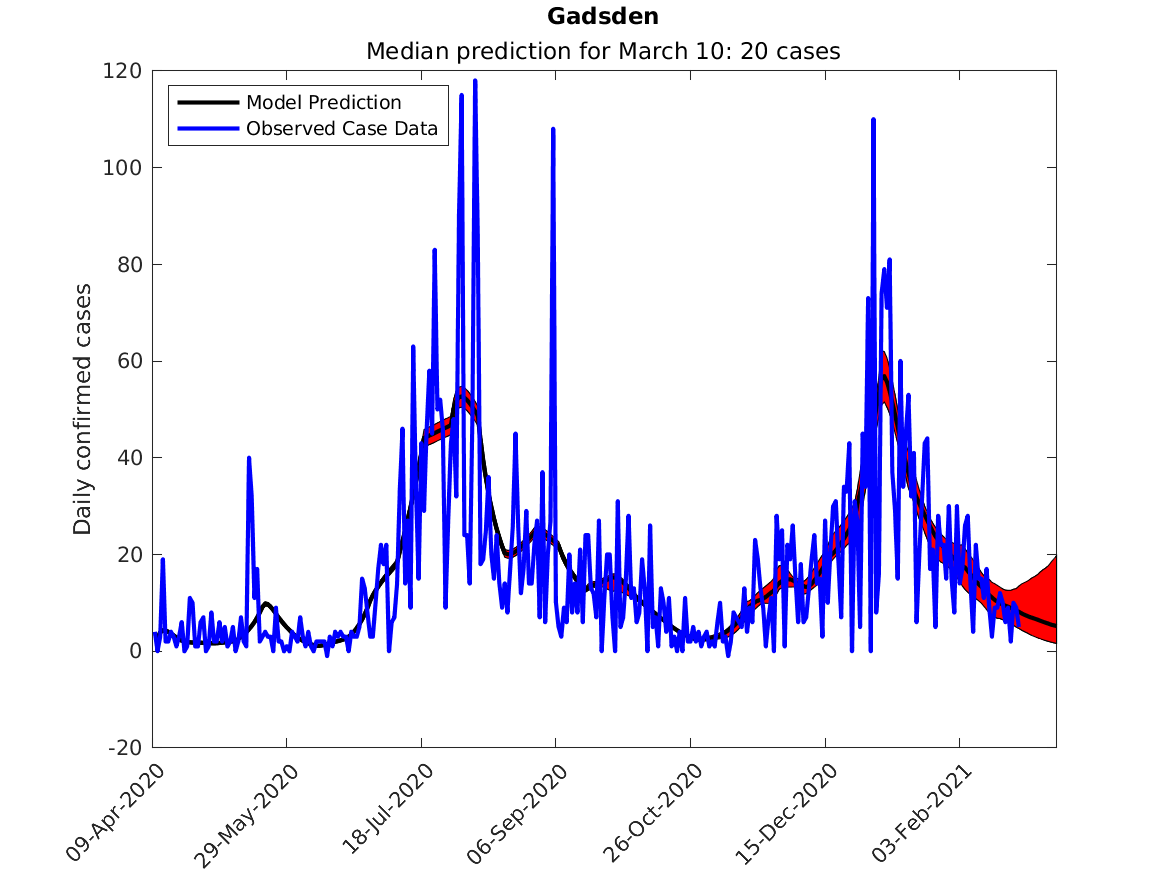 Gadsden
Median prediction for March 10: 20 cases
Model Prediction
Observed Case Data
Daily confirmed cases
120
100
80
60
40
20
0
-20
09-Apr-2020
29-May-2020
18-Jul-2020
06-Sep-2020
26-Oct-2020
15-Dec-2020
03-Feb-2021